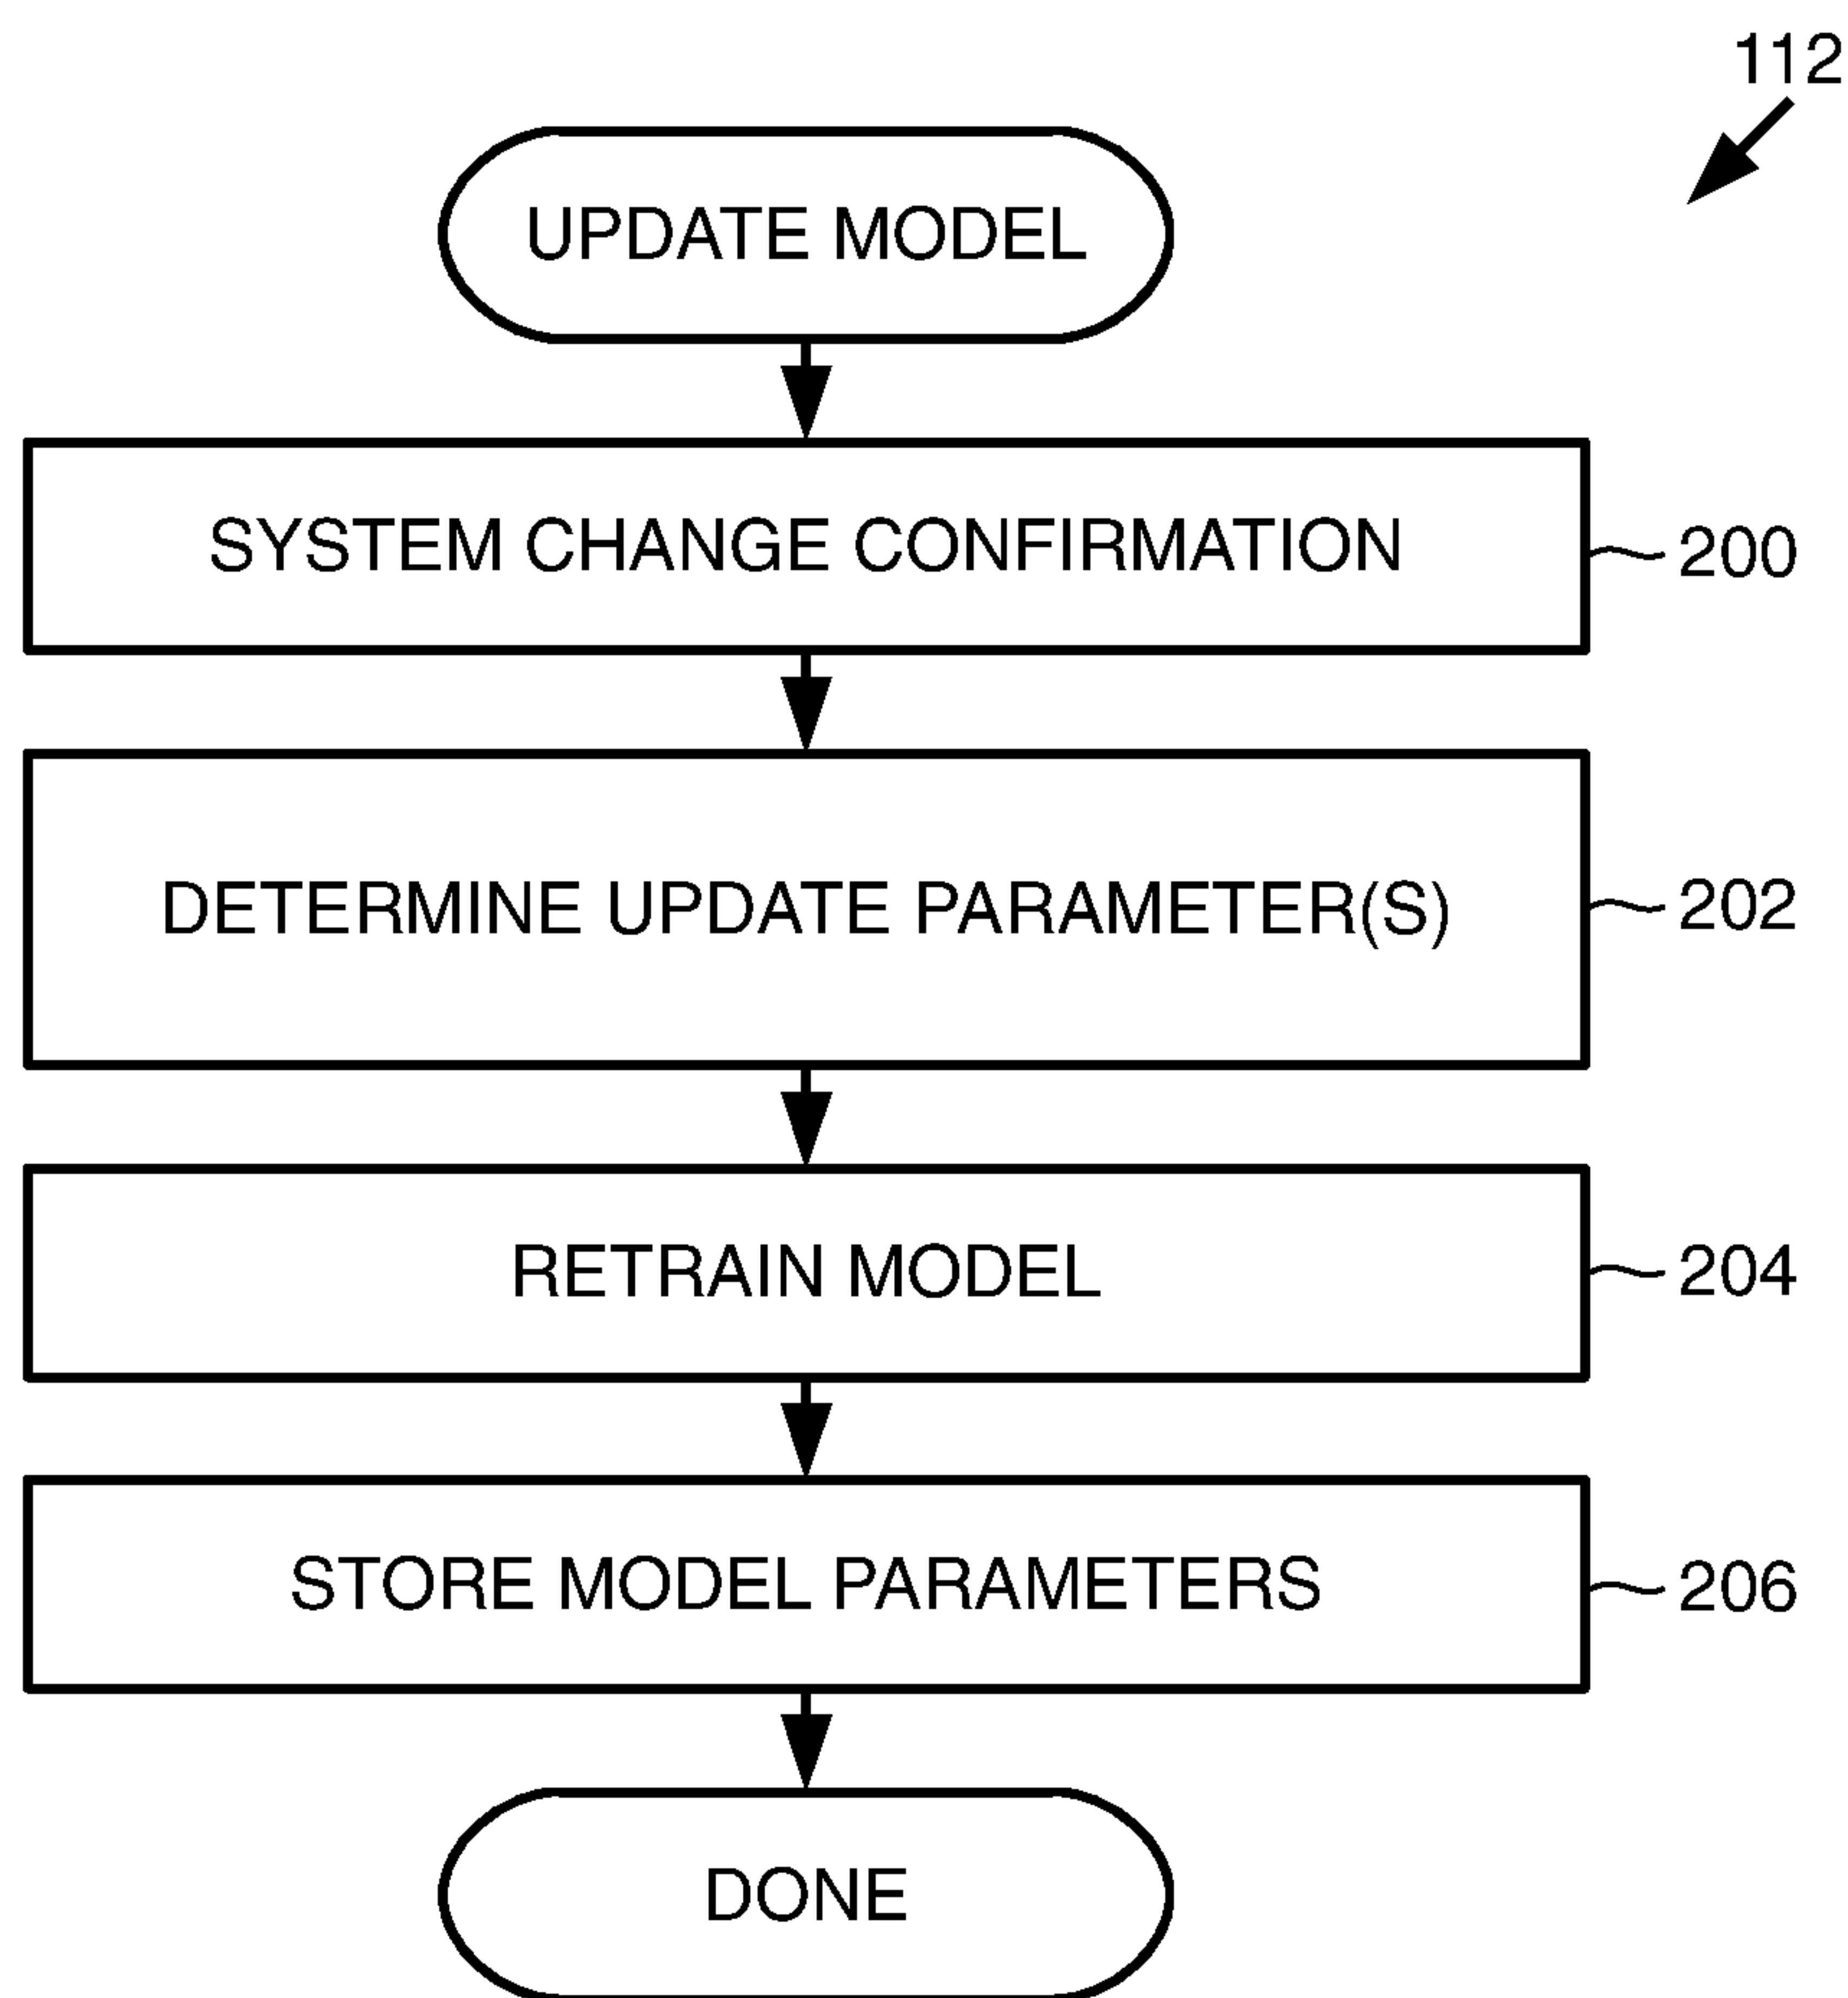 112
UPDATE MODEL
SYSTEM CHANGE CONFIRMATION
200
DETERMINE UPDATE PARAMETER(S)
202
RETRAIN MODEL
204
STORE MODEL PARAMETERS
206
DONE